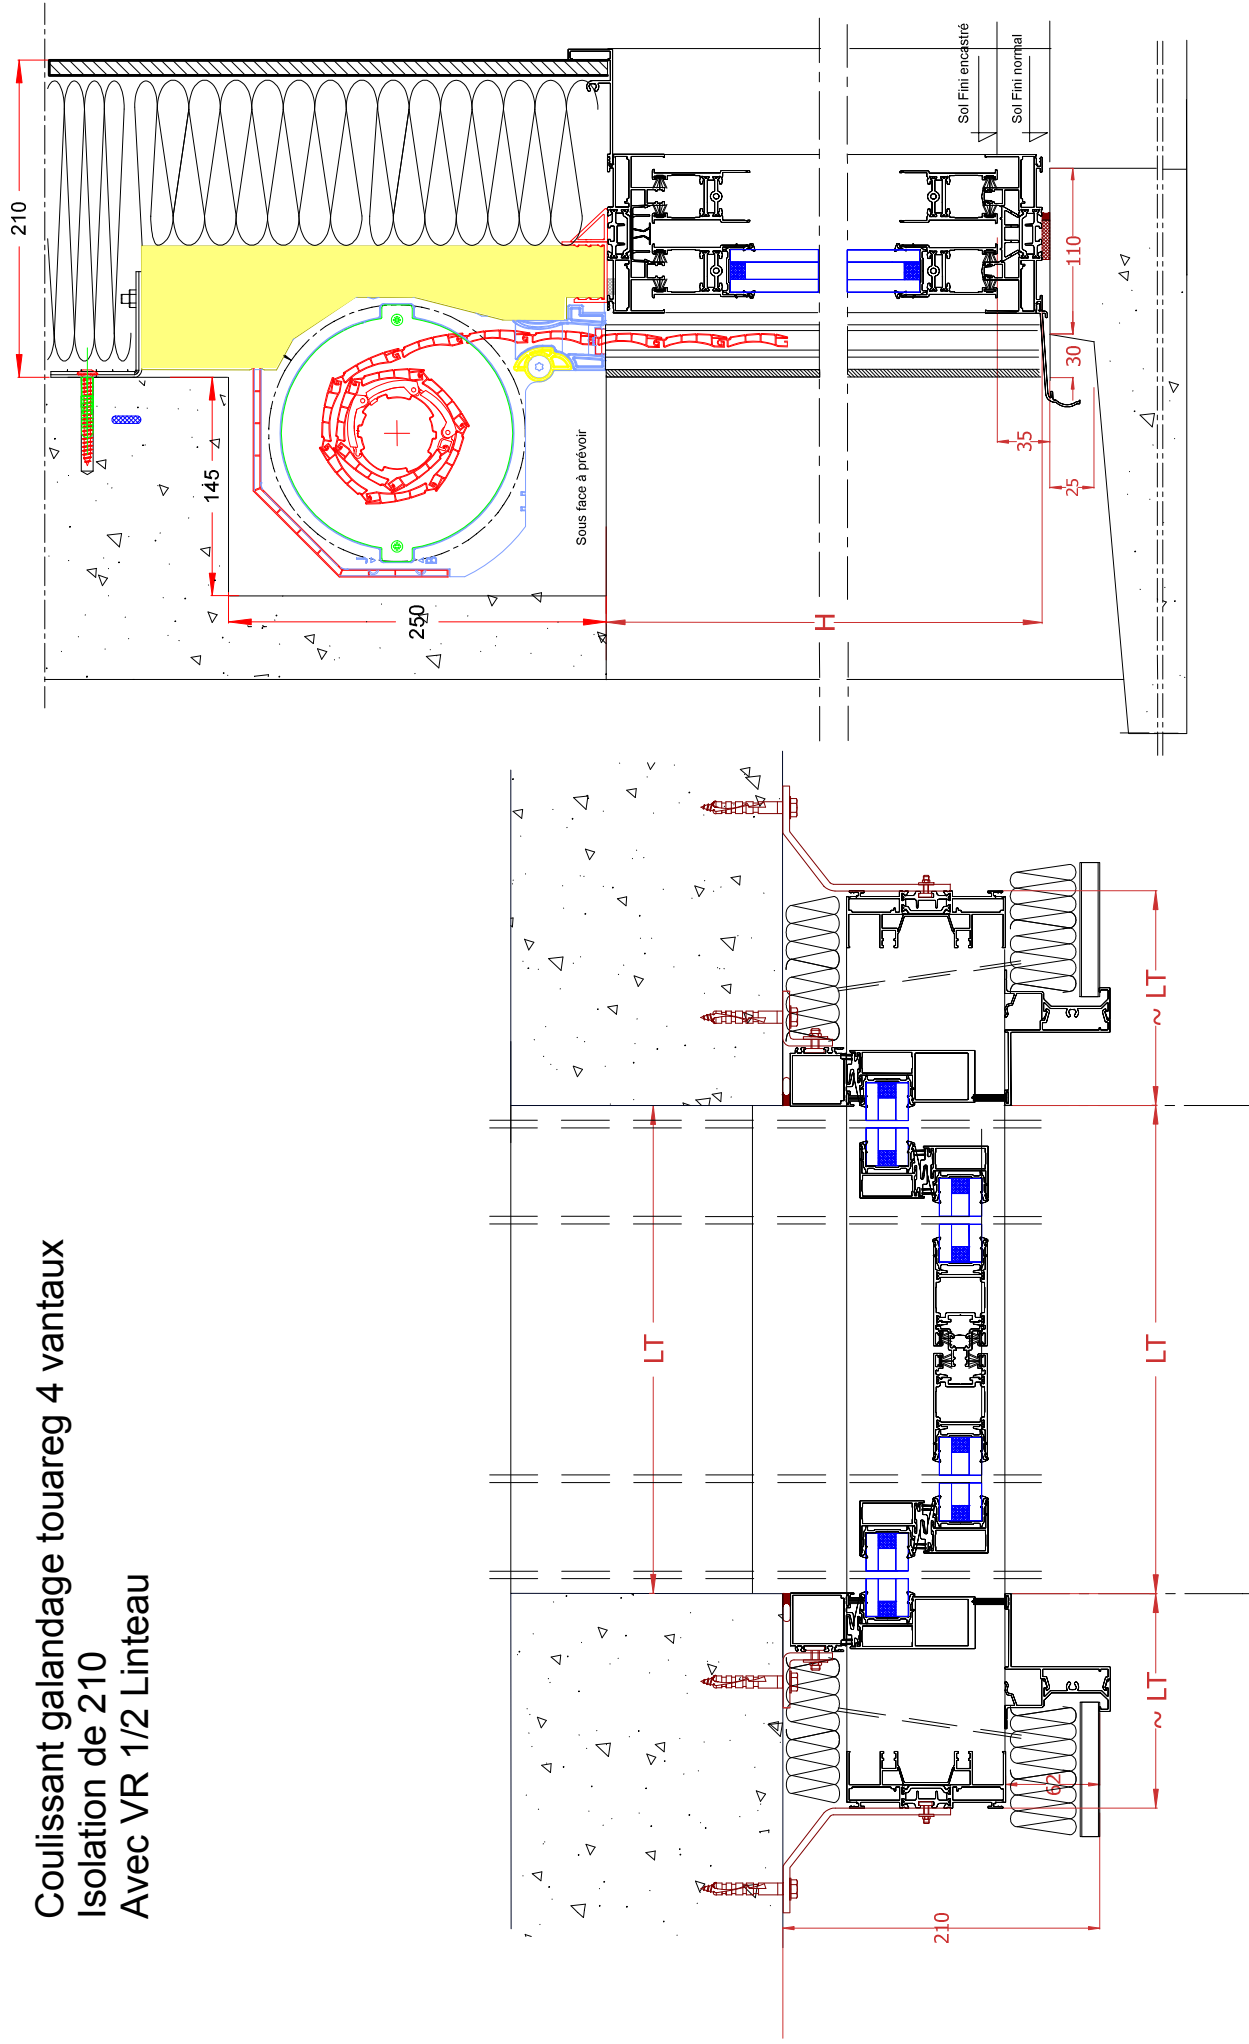 Coulissant galandage touareg 4 vantaux
Isolation de 210
Avec VR 1/2 Linteau
210
145
250
Sous face à prévoir
H
Sol Fini encastré
Sol Fini normal
110
30
35
25
LT
~ LT
LT
~ LT
62
210